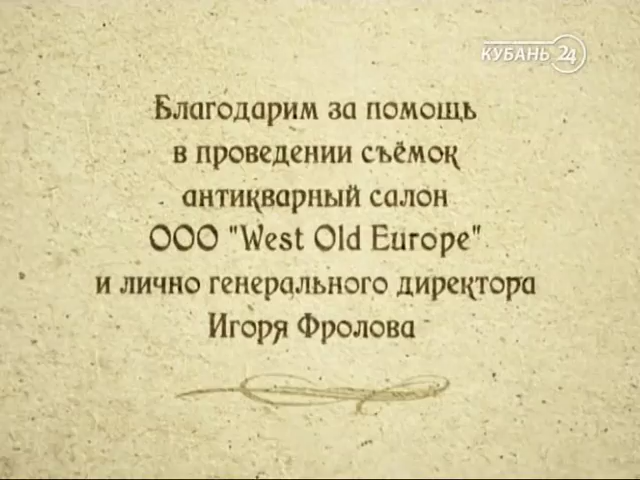 КУБАНЬ 24
Благодарим за помощь
в проведении съёмок
антикварный салон
ООО "West Old Europe"
и лично генерального директора
Игоря Фролова